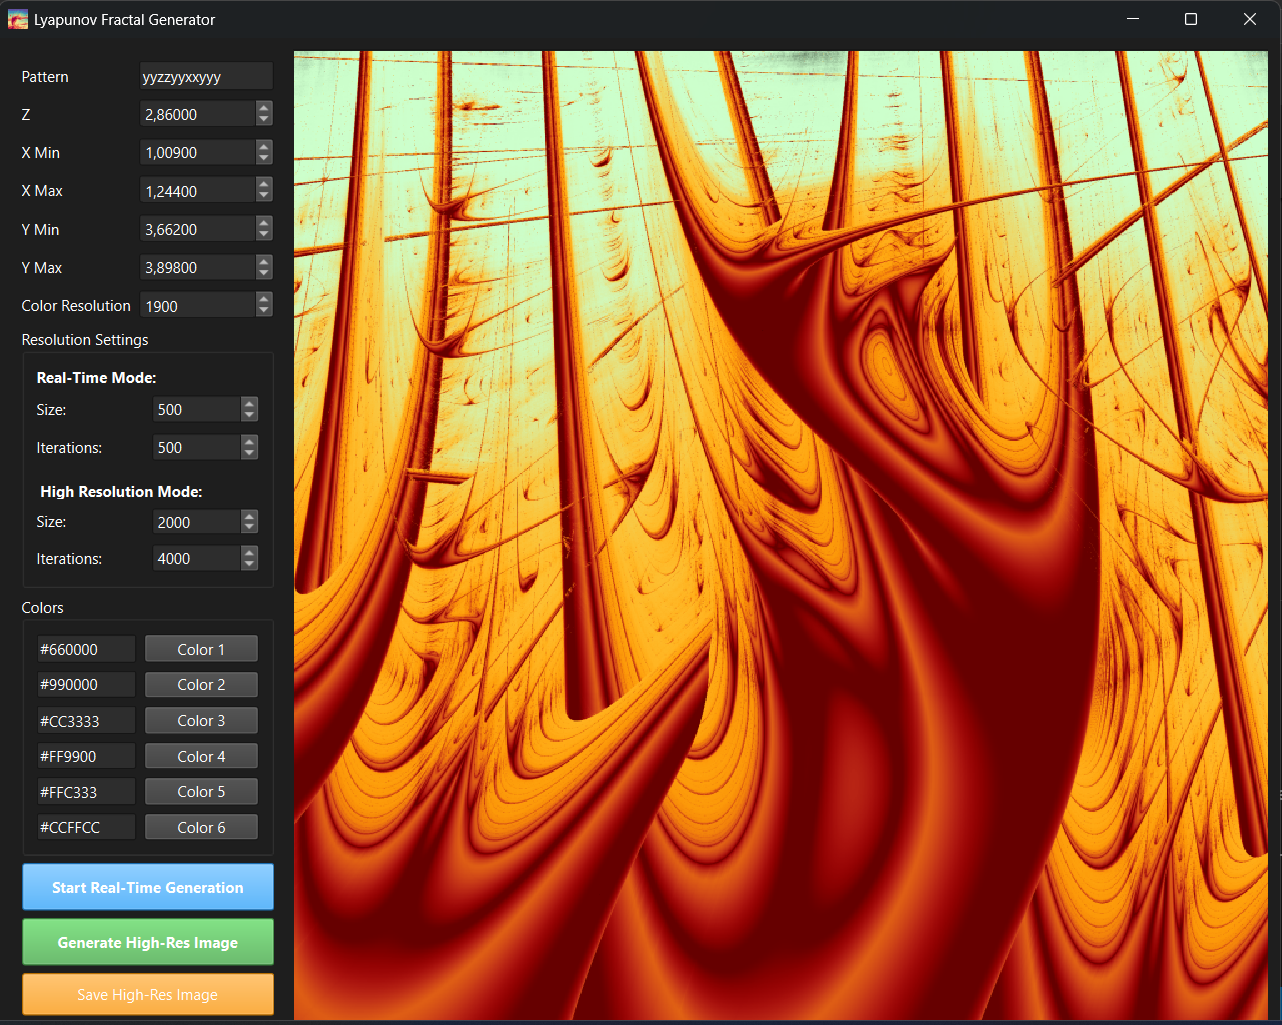 Lyapunov Fractal Generator
Pattern yyzzyyxxyyy
Z 2,86000
X Min 1,00900
X Max 1,24400
Y Min 3,66200
Y Max 3,89800
Color Resolution 1900
Resolution Settings
Real-Time Mode:
Size: 500
Iterations: 500
High Resolution Mode:
Size: 2000
Iterations: 4000
Colors
#660000 Color 1
#990000 Color 2
#CC3333 Color 3
#FF9900 Color 4
#FFC333 Color 5
#CCFFCC Color 6
Start Real-Time Generation
Generate High-Res Image
Save High-Res Image